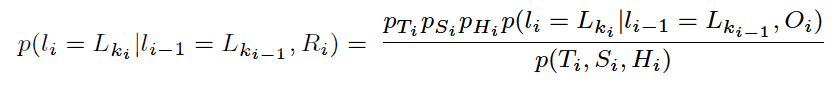 p(l_i = L_{k_i}|l_{i-1} = L_{k_{i-1}}, R_i) = \frac{p_{T_i} p_{S_i} p_{H_i} p(l_i = L_{k_i}|l_{i-1} = L_{k_{i-1}}, O_i)}{p(T_i, S_i, H_i)}